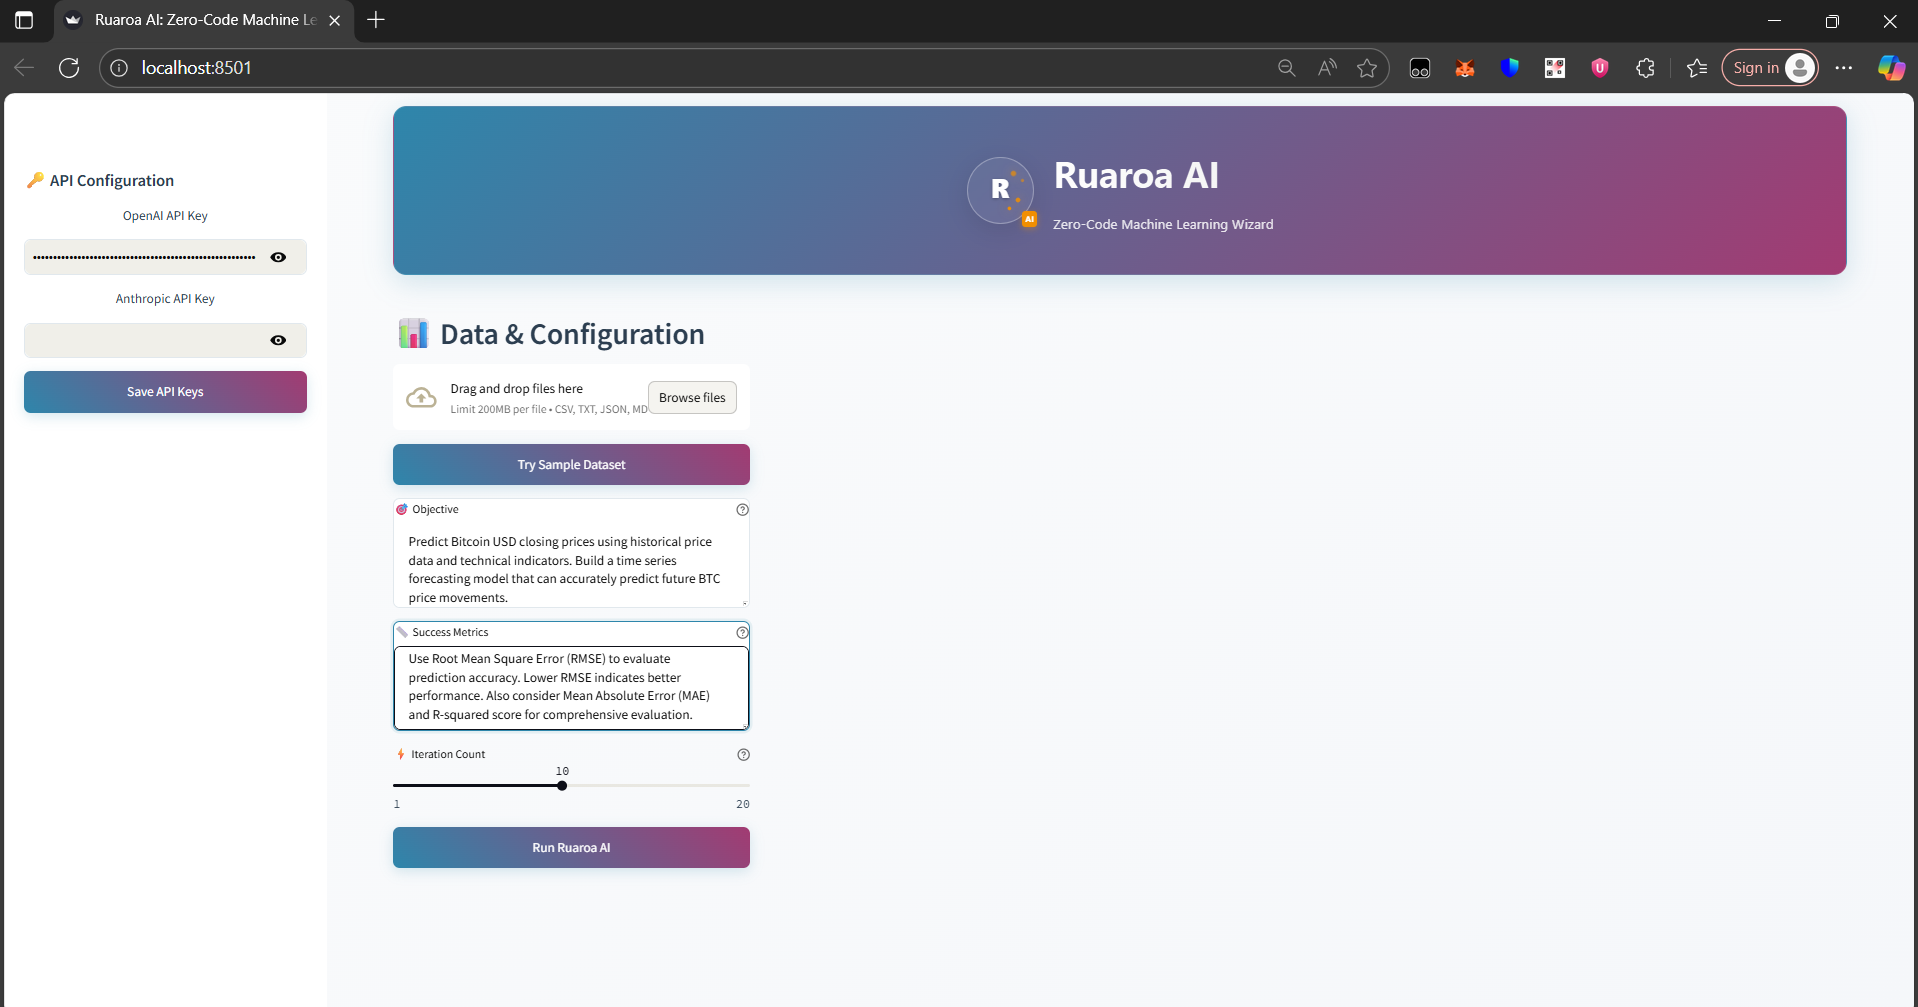 Ruaroa AI: Zero-Code Machine Le
localhost:8501
Sign in
🔑 API Configuration
OpenAI API Key
••••••••••••••••••••••••••••••••••••••••••••••••••••••••
Anthropic API Key
Save API Keys
R
AI
Ruaroa AI
Zero-Code Machine Learning Wizard
📊 Data & Configuration
Drag and drop files here
Limit 200MB per file • CSV, TXT, JSON, MD
Browse files
Try Sample Dataset
🎯 Objective
Predict Bitcoin USD closing prices using historical price
data and technical indicators. Build a time series
forecasting model that can accurately predict future BTC
price movements.
📏 Success Metrics
Use Root Mean Square Error (RMSE) to evaluate
prediction accuracy. Lower RMSE indicates better
performance. Also consider Mean Absolute Error (MAE)
and R-squared score for comprehensive evaluation.
⚡ Iteration Count
10
1 20
Run Ruaroa AI